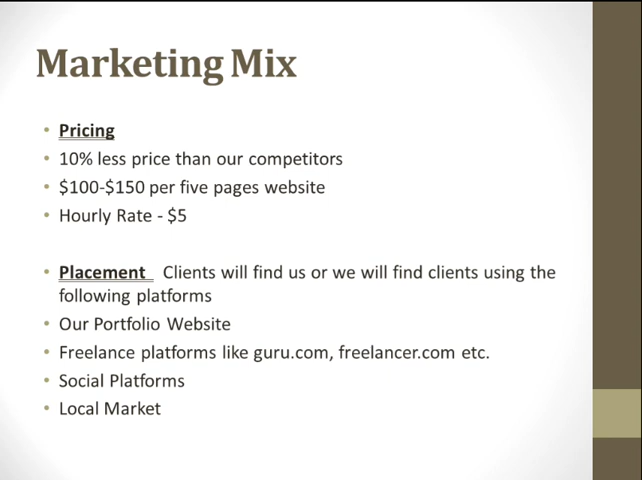 Marketing Mix
• Pricing
• 10% less price than our competitors
• $100-$150 per five pages website
• Hourly Rate - $5
• Placement Clients will find us or we will find clients using the
following platforms
• Our Portfolio Website
• Freelance platforms like guru.com, freelancer.com etc.
• Social Platforms
• Local Market